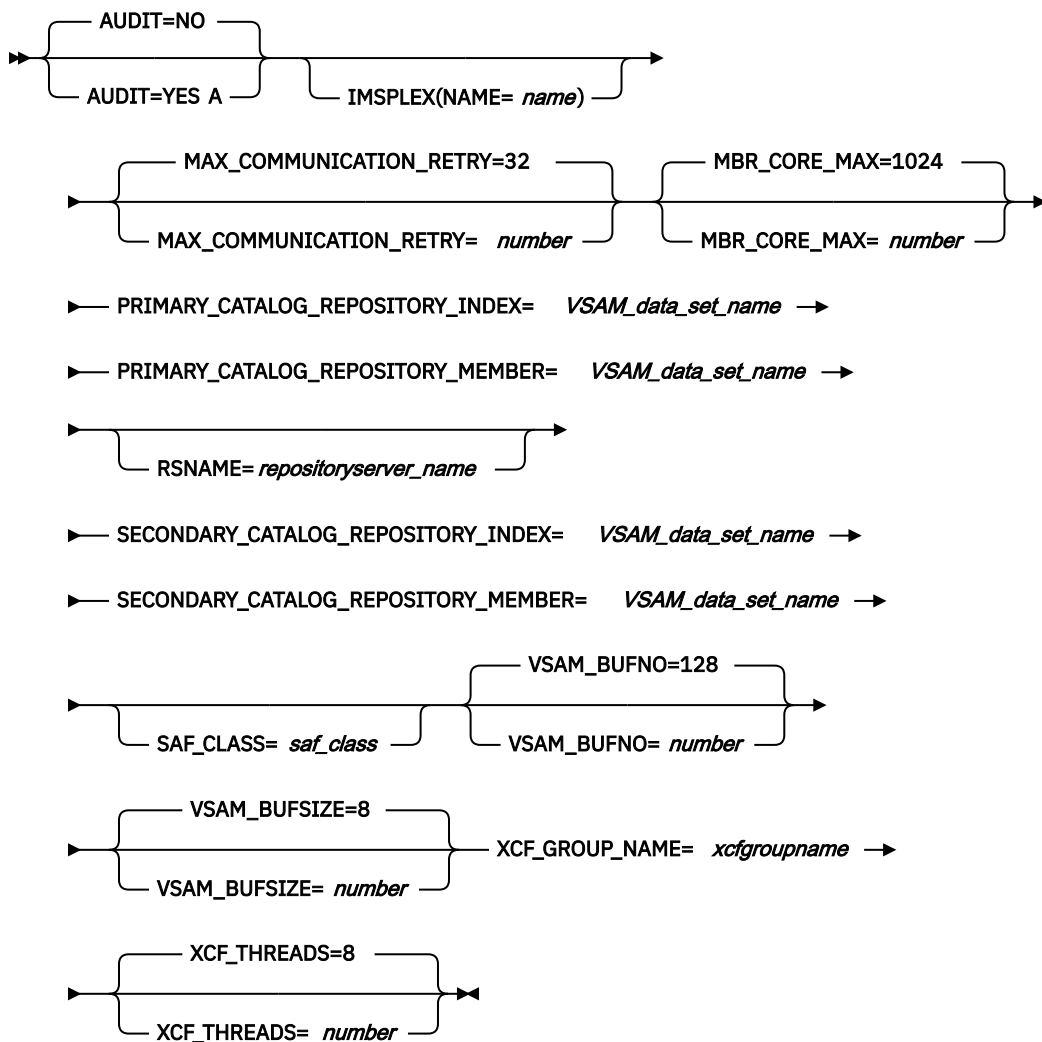 AUDIT=NO
AUDIT=YES A
IMSPLEX(NAME= name)
MAX_COMMUNICATION_RETRY=32
MAX_COMMUNICATION_RETRY= number
MBR_CORE_MAX=1024
MBR_CORE_MAX= number
PRIMARY_CATALOG_REPOSITORY_INDEX= VSAM_data_set_name
PRIMARY_CATALOG_REPOSITORY_MEMBER= VSAM_data_set_name
RSNAME= repositoryserver_name
SECONDARY_CATALOG_REPOSITORY_INDEX= VSAM_data_set_name
SECONDARY_CATALOG_REPOSITORY_MEMBER= VSAM_data_set_name
SAF_CLASS= saf_class
VSAM_BUFNO=128
VSAM_BUFNO= number
VSAM_BUFSIZE=8
VSAM_BUFSIZE= number
XCF_GROUP_NAME= xcfgroupname
XCF_THREADS=8
XCF_THREADS= number